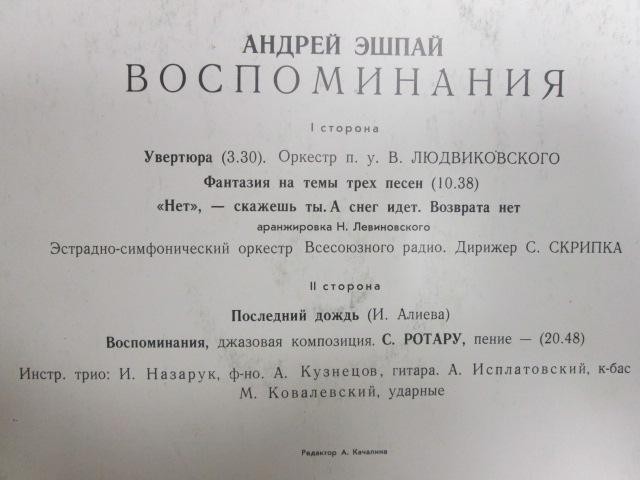 АНДРЕЙ ЭШПАЙ
ВОСПОМИНАНИЯ
I сторона
Увертюра (3.30). Оркестр п. у. В. ЛЮДВИКОВСКОГО
Фантазия на темы трех песен (10.38)
«Нет», — скажешь ты. А снег идет. Возврата нет
аранжировка Н. Левиновского
Эстрадно-симфонический оркестр Всесоюзного радио. Дирижер С. СКРИПКА
II сторона
Последний дождь (И. Алиева)
Воспоминания, джазовая композиция. С. РОТАРУ, пение — (20.48)
Инстр. трио: И. Назарук, ф-но. А. Кузнецов, гитара. А. Исплатовский, к-бас
М. Ковалевский, ударные
Редактор А. Качалина